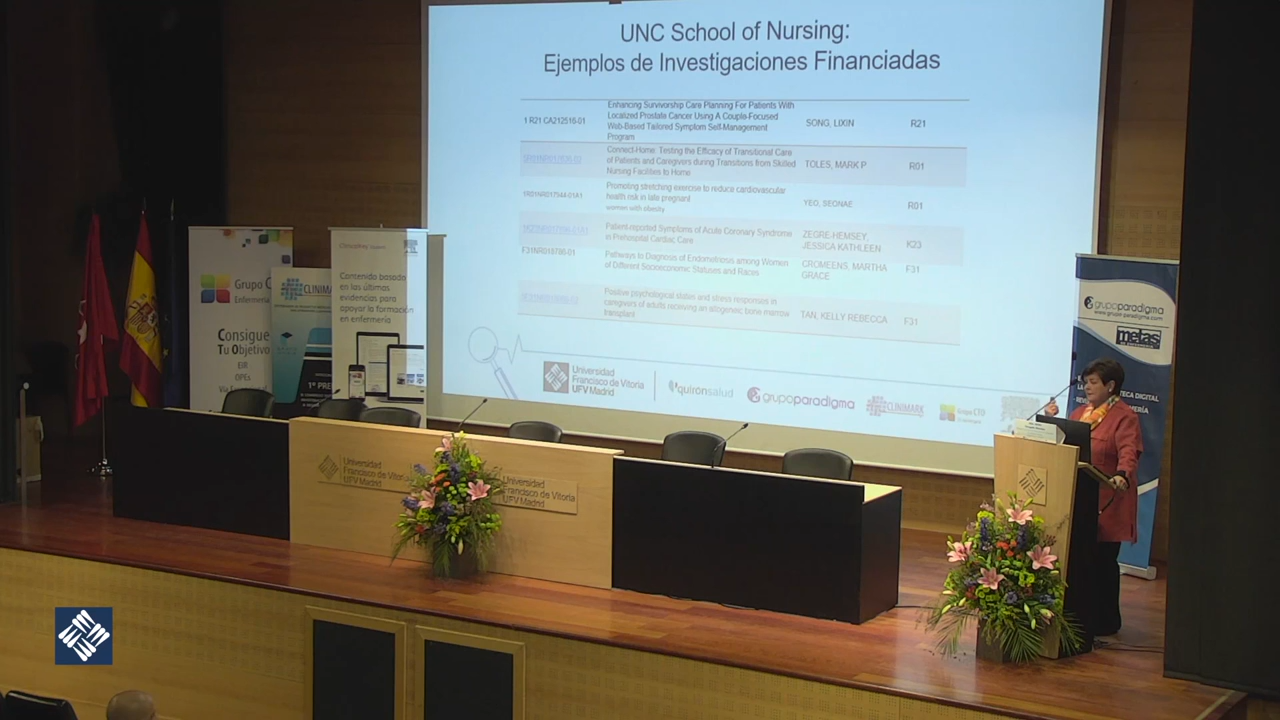 UNC School of Nursing:
Ejemplos de Investigaciones Financiadas
1 R21 CA212516-01
Enhancing Survivorship Care Planning For Patients With
Localized Prostate Cancer Using A Couple-Focused
Web-Based Tailored Symptom Self-Management
Program
SONG, LIXIN
R21
Connect-Home: Testing the Efficacy of Transitional Care
of Patients and Caregivers during Transitions from Skilled
Nursing Facilities to Home
TOLES, MARK P
R01
Promoting stretching exercise to reduce cardiovascular
health risk in late pregnant
women with obesity
YEO, SEONAE
R01
Patient-reported Symptoms of Acute Coronary Syndrome
in Prehospital Cardiac Care
ZEGRE-HEMSEY,
JESSICA KATHLEEN
K23
F31NR018786-01
Pathways to Diagnosis of Endometriosis among Women
of Different Socioeconomic Statuses and Races
CROMEENS, MARTHA
GRACE
F31
Positive psychological states and stress responses in
caregivers of adults receiving an allogeneic bone marrow
transplant
TAN, KELLY REBECCA
F31
Universidad
Francisco de Vitoria
UFV Madrid
quirónsalud
grupoparadigma
CLINIMARK
Grupo CTO
Grupo C
Enfermería
Consigue
Tu Objetivo
EIR
OPEs
CLINIMA
1º PRE
Contenido basado
en las últimas
evidencias para
apoyar la formación
en enfermería
grupoparadigma
www.grupo-paradigma.com
metas
TECA DIGITAL
Universidad
Francisco de Vitoria
UFV Madrid
Universidad
Francisco de Vitoria
UFV Madrid